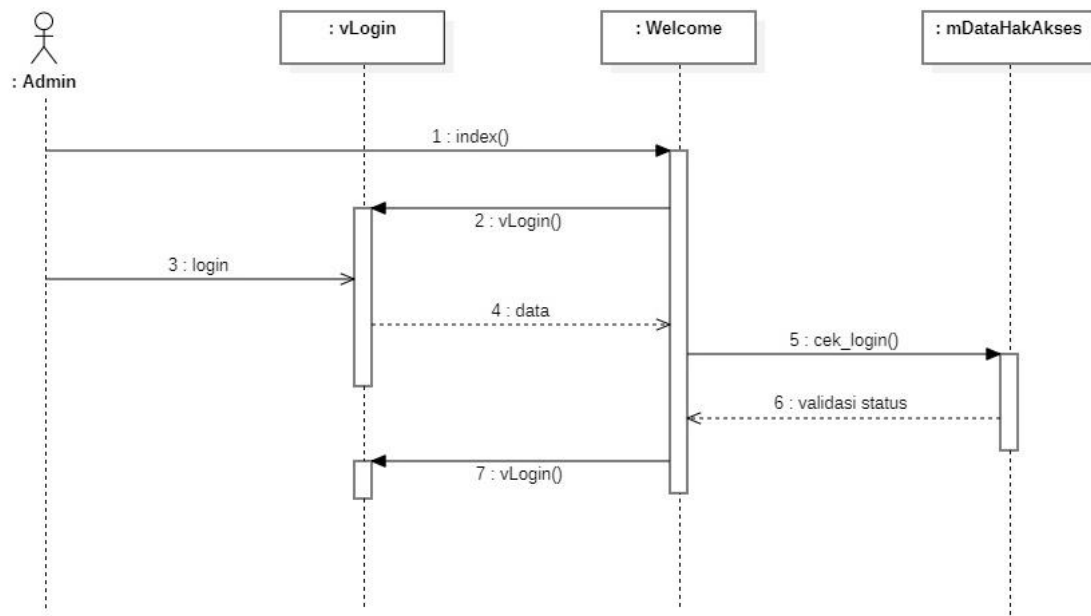 : vLogin
: Welcome
: mDataHakAkses
: Admin
1 : index()
2 : vLogin()
3 : login
4 : data
5 : cek_login()
6 : validasi status
7 : vLogin()